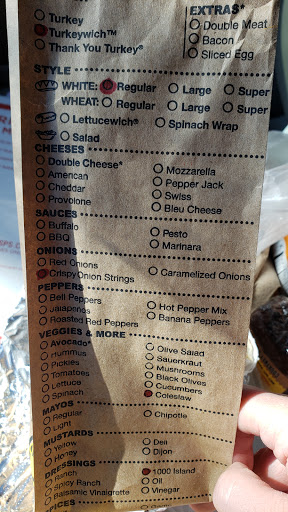 EXTRAS*
Turkey
Double Meat
Turkeywich™
Bacon
Thank You Turkey®
Sliced Egg
STYLE
WHITE: Regular Large Super
WHEAT: Regular Large Super
Lettucewich® Spinach Wrap
Salad
CHEESES
Double Cheese* Mozzarella
American Pepper Jack
Cheddar Swiss
Provolone Bleu Cheese
SAUCES
Buffalo Pesto
BBQ Marinara
ONIONS
Red Onions Caramelized Onions
Crispy Onion Strings
PEPPERS
Bell Peppers Hot Pepper Mix
Jalapeños Banana Peppers
Roasted Red Peppers
VEGGIES & MORE
Avocado* Olive Salad
Hummus Sauerkraut
Pickles Mushrooms
Tomatoes Black Olives
Lettuce Cucumbers
Spinach Coleslaw
MAYOS
Regular Chipotle
Light
MUSTARDS
Yellow Deli
Honey Dijon
DRESSINGS
Ranch 1000 Island
Spicy Ranch Oil
Balsamic Vinaigrette Vinegar